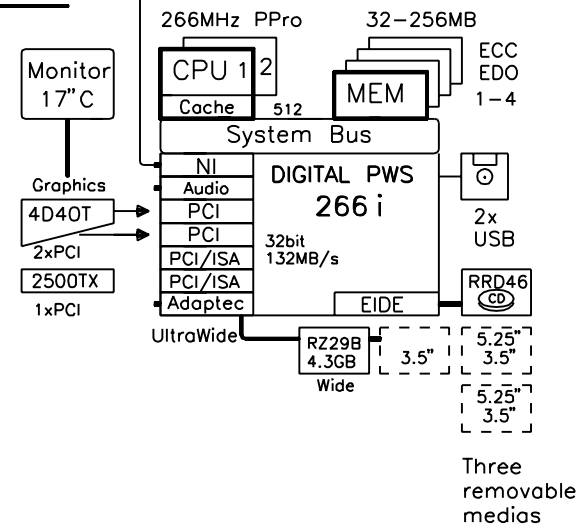 266MHz PPro
32-256MB
Monitor
17"C
CPU 1
2
Cache
512
MEM
ECC
EDO
1-4
System Bus
NI
Audio
PCI
PCI
PCI/ISA
PCI/ISA
Adaptec
DIGITAL PWS
266i
32bit
132MB/s
EIDE
Graphics
4D40T
2xPCI
2500TX
1xPCI
2x
USB
RRD46
CD
UltraWide
RZ29B
4.3GB
Wide
3.5"
5.25"
3.5"
5.25"
3.5"
Three
removable
medias